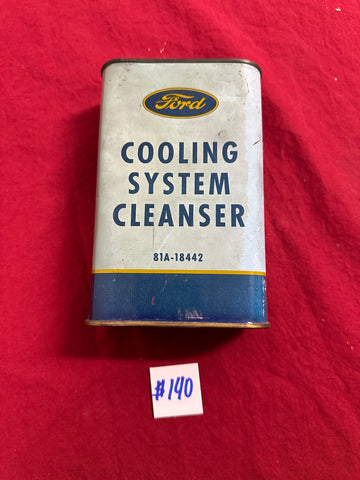 Ford
COOLING
SYSTEM
CLEANSER
81A-18442
#140